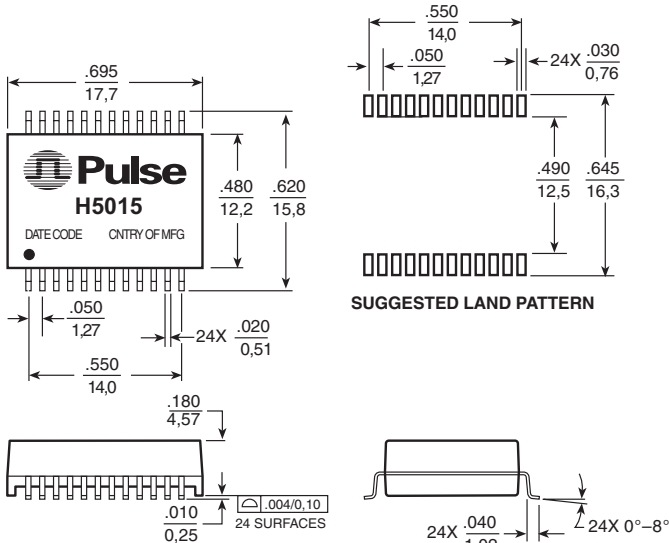 .695
17,7
Pulse
H5015
DATE CODE CNTRY OF MFG
.480
12,2
.620
15,8
.050
1,27
24X .020
0,51
.550
14,0
.550
14,0
.050
1,27
24X .030
0,76
.490
12,5
.645
16,3
SUGGESTED LAND PATTERN
.180
4,57
.010
0,25
.004/0,10
24 SURFACES
24X .040
24X 0°–8°